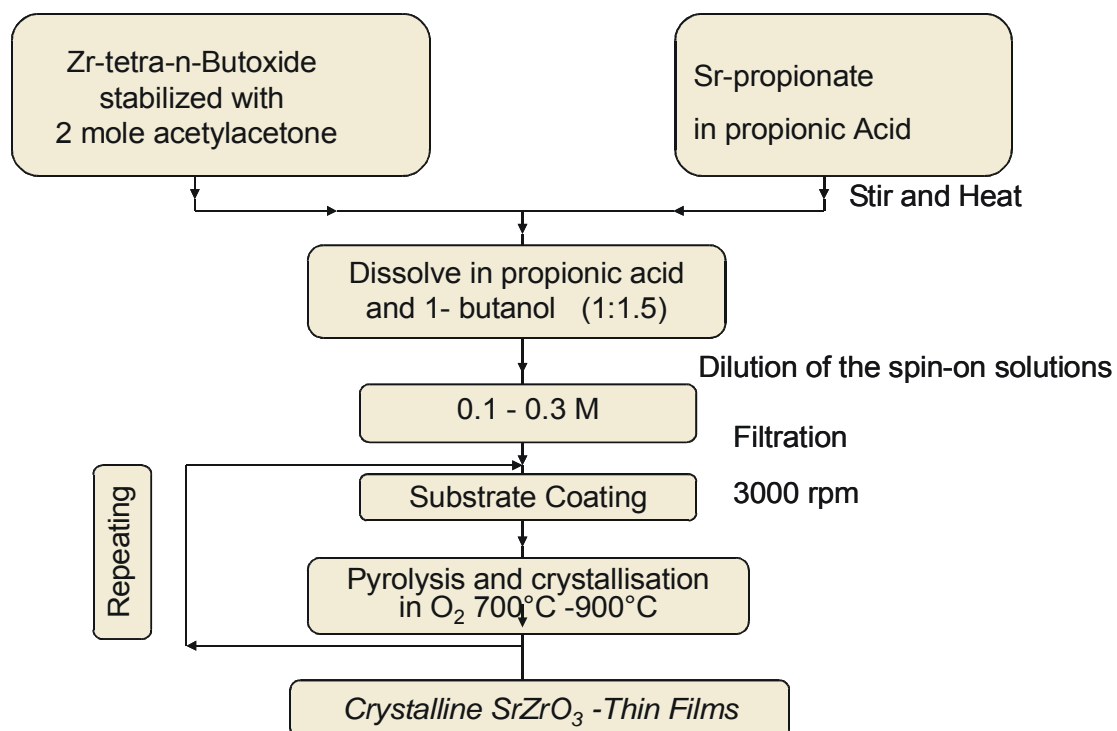 Zr-tetra-n-Butoxide
stabilized with
2 mole acetylacetone
Sr-propionate
in propionic Acid
Stir and Heat
Dissolve in propionic acid
and 1- butanol (1:1.5)
Dilution of the spin-on solutions
0.1 - 0.3 M
Filtration
Repeating
Substrate Coating
3000 rpm
Pyrolysis and crystallisation
in O₂ 700°C -900°C
Crystalline SrZrO₃ -Thin Films